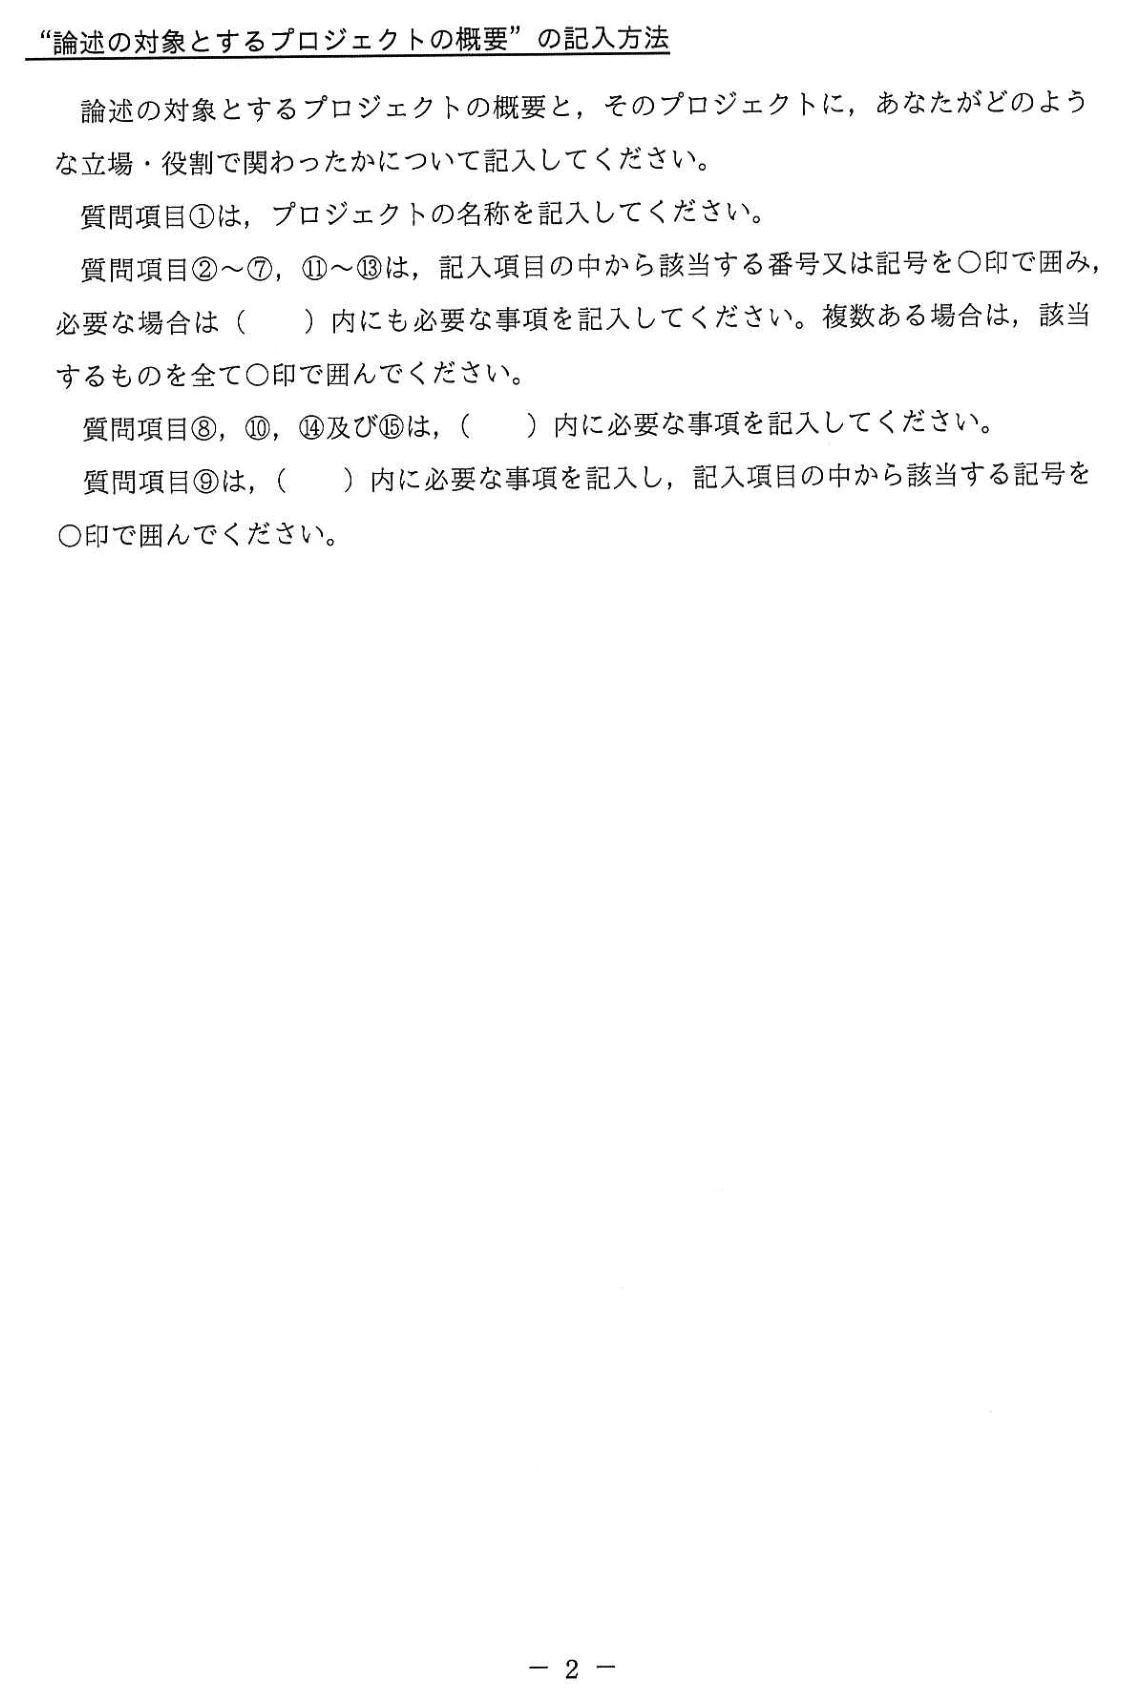 “論述の対象とするプロジェクトの概要”の記入方法
論述の対象とするプロジェクトの概要と，そのプロジェクトに，あなたがどのよう
な立場・役割で関わったかについて記入してください。
質問項目①は，プロジェクトの名称を記入してください。
質問項目②～⑦，⑪～⑬は，記入項目の中から該当する番号又は記号を○印で囲み，
必要な場合は（　　）内にも必要な事項を記入してください。複数ある場合は，該当
するものを全て○印で囲んでください。
質問項目⑧，⑩，⑭及び⑮は，（　　）内に必要な事項を記入してください。
質問項目⑨は，（　　）内に必要な事項を記入し，記入項目の中から該当する記号を
○印で囲んでください。
－ 2 －